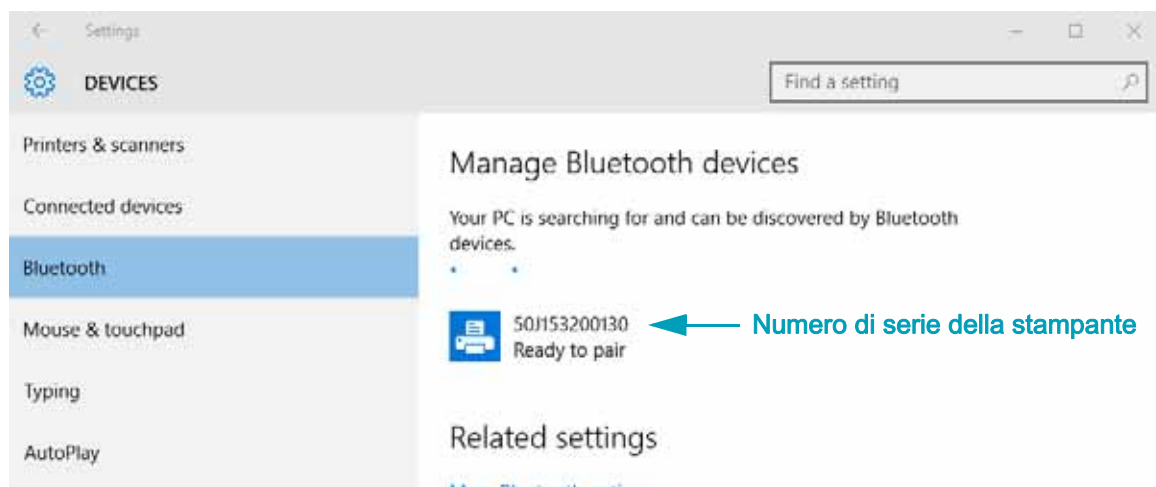 Settings
DEVICES
Find a setting
Printers & scanners
Connected devices
Bluetooth
Mouse & touchpad
Typing
AutoPlay
Manage Bluetooth devices
Your PC is searching for and can be discovered by Bluetooth
devices.
50J153200130
Numero di serie della stampante
Ready to pair
Related settings